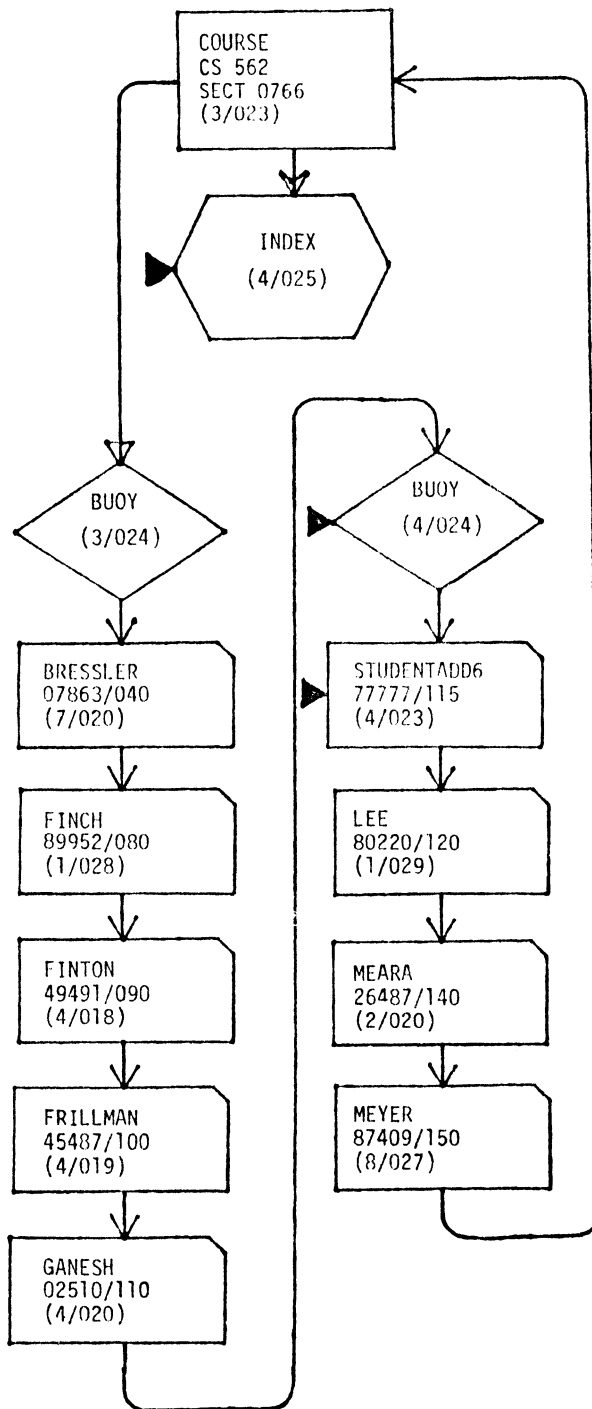 COURSE
CS 562
SECT 0766
(3/023)
INDEX
(4/025)
BUOY
(3/024)
BRESSLER
07863/040
(7/020)
FINCH
89952/080
(1/028)
FINTON
49491/090
(4/018)
FRILLMAN
45487/100
(4/019)
GANESH
02510/110
(4/020)
BUOY
(4/024)
STUDENTADD6
77777/115
(4/023)
LEE
80220/120
(1/029)
MEARA
26487/140
(2/020)
MEYER
87409/150
(8/027)